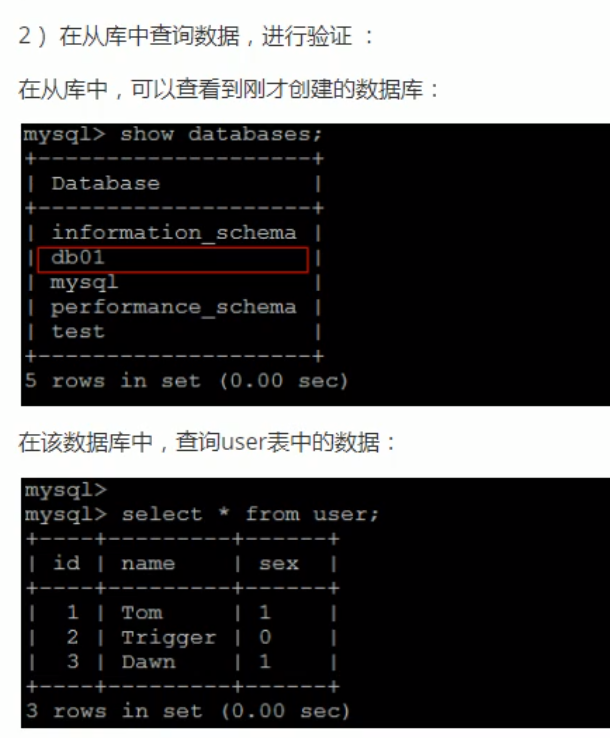 2） 在从库中查询数据，进行验证 ：
在从库中，可以查看到刚才创建的数据库：
mysql> show databases;
+--------------------+
| Database           |
+--------------------+
| information_schema |
| db01               |
| mysql              |
| performance_schema |
| test               |
+--------------------+
5 rows in set (0.00 sec)
在该数据库中，查询user表中的数据：
mysql>
mysql> select * from user;
+----+---------+------+
| id | name    | sex  |
+----+---------+------+
|  1 | Tom     | 1    |
|  2 | Trigger | 0    |
|  3 | Dawn    | 1    |
+----+---------+------+
3 rows in set (0.00 sec)